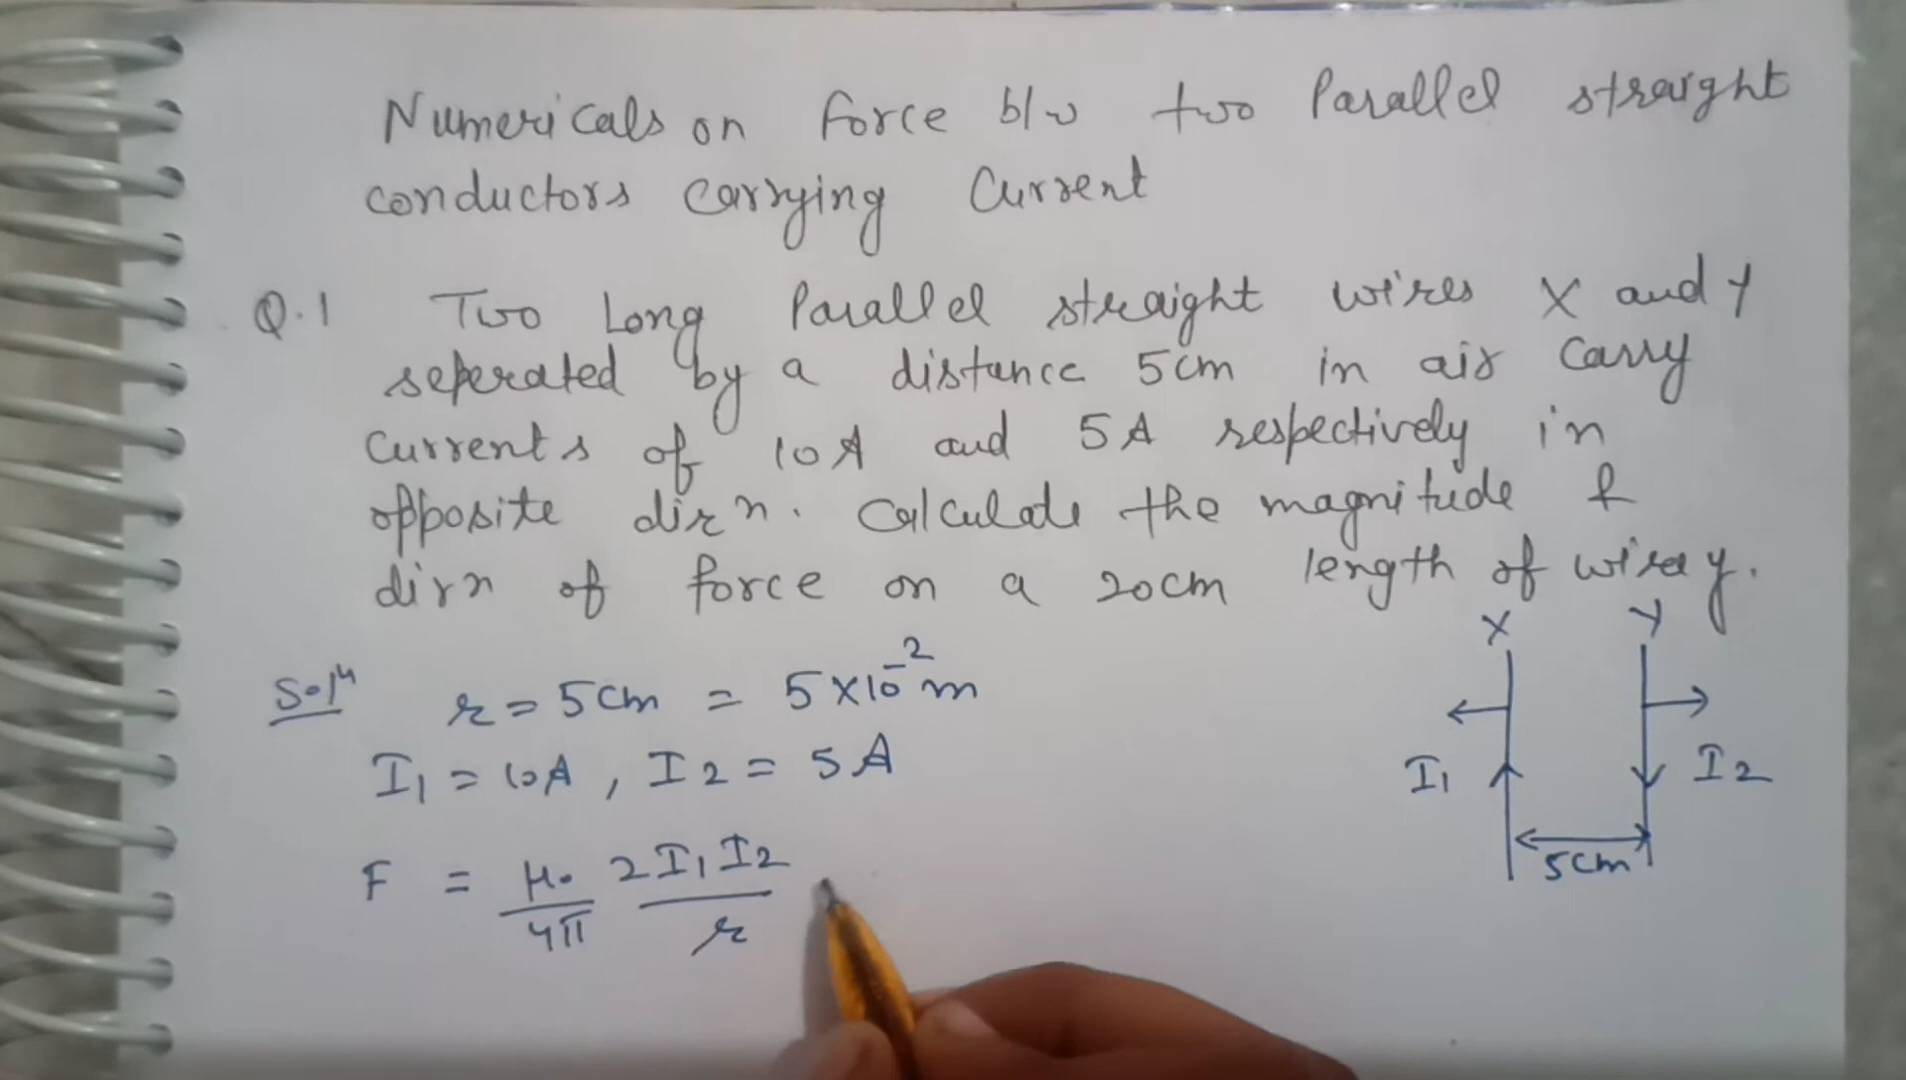 Numericals on force b/w two Parallel straight
conductors carrying Current
Q.1 Two Long Parallel straight wires X and Y
seperated by a distance 5cm in air carry
currents of 10A and 5A respectively in
opposite dirn. Calculate the magnitude &
dirn of force on a 20cm length of wire y.
Solⁿ r = 5cm = 5×10⁻² m
I₁ = 10A , I₂ = 5A
F = μ₀/4π 2I₁I₂/r
X Y
I₁ I₂
5cm